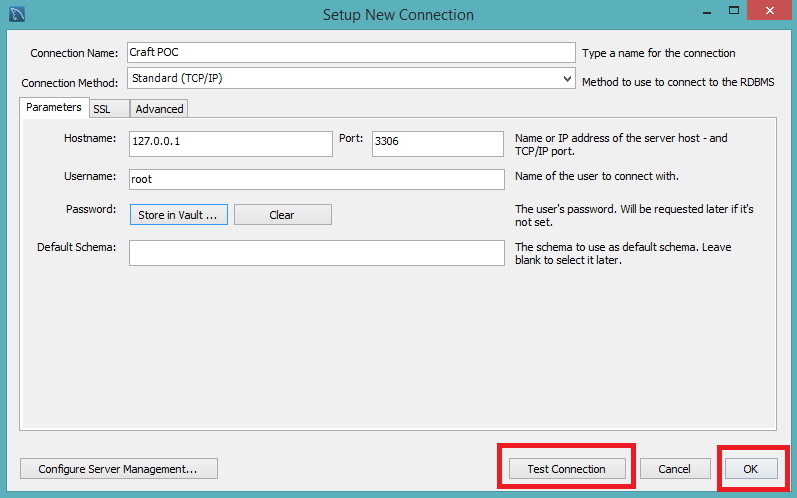 Setup New Connection
Connection Name: Craft POC Type a name for the connection
Connection Method: Standard (TCP/IP) Method to use to connect to the RDBMS
Parameters SSL Advanced
Hostname: 127.0.0.1 Port: 3306 Name or IP address of the server host - and
TCP/IP port.
Username: root Name of the user to connect with.
Password: Store in Vault ... Clear The user's password. Will be requested later if it's
not set.
Default Schema: The schema to use as default schema. Leave
blank to select it later.
Configure Server Management... Test Connection Cancel OK